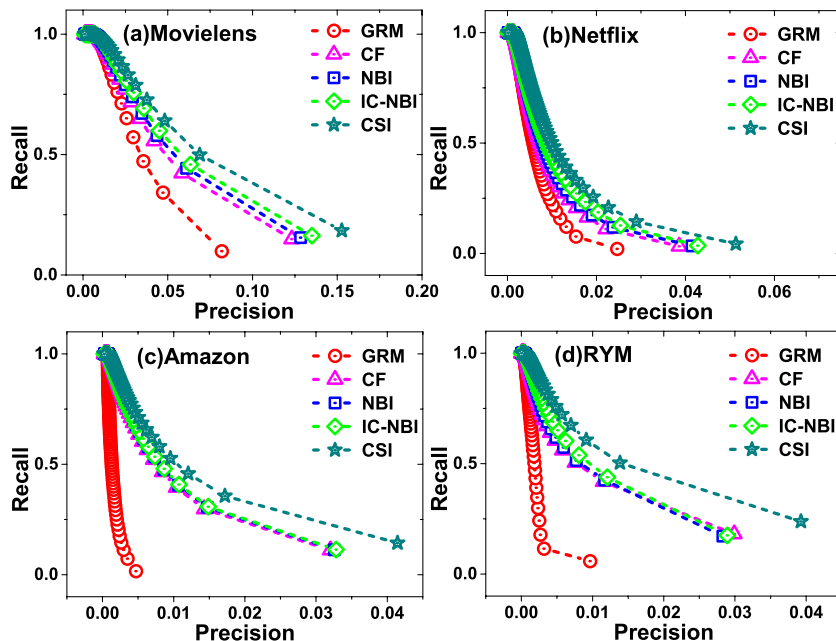 (a)Movielens
GRM
CF
NBI
IC-NBI
CSI
1.0
0.5
0.0
Recall
0.00
0.05
0.10
0.15
0.20
Precision
(b)Netflix
GRM
CF
NBI
IC-NBI
CSI
1.0
0.5
0.0
Recall
0.00
0.02
0.04
0.06
Precision
(c)Amazon
GRM
CF
NBI
IC-NBI
CSI
1.0
0.5
0.0
Recall
0.00
0.01
0.02
0.03
0.04
Precision
(d)RYM
GRM
CF
NBI
IC-NBI
CSI
1.0
0.5
0.0
Recall
0.00
0.01
0.02
0.03
0.04
Precision